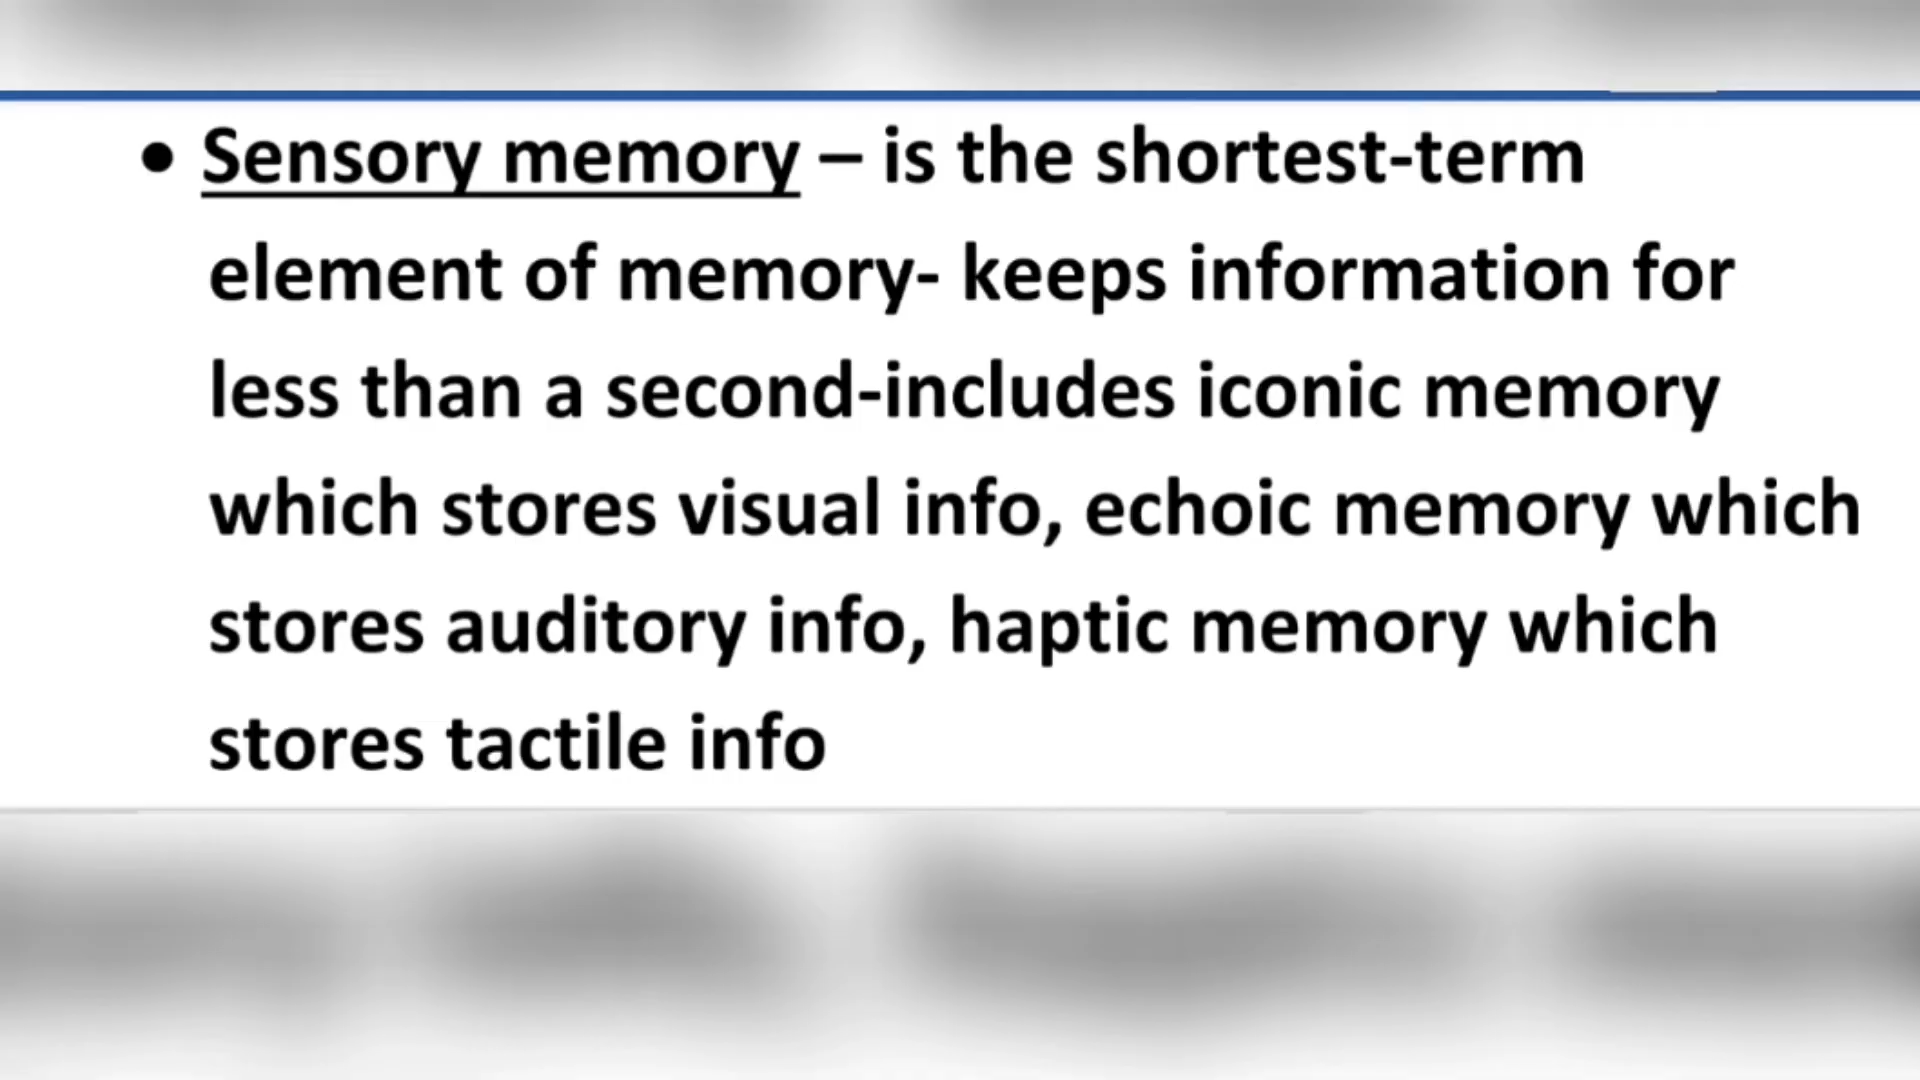 • Sensory memory – is the shortest-term
element of memory- keeps information for
less than a second-includes iconic memory
which stores visual info, echoic memory which
stores auditory info, haptic memory which
stores tactile info